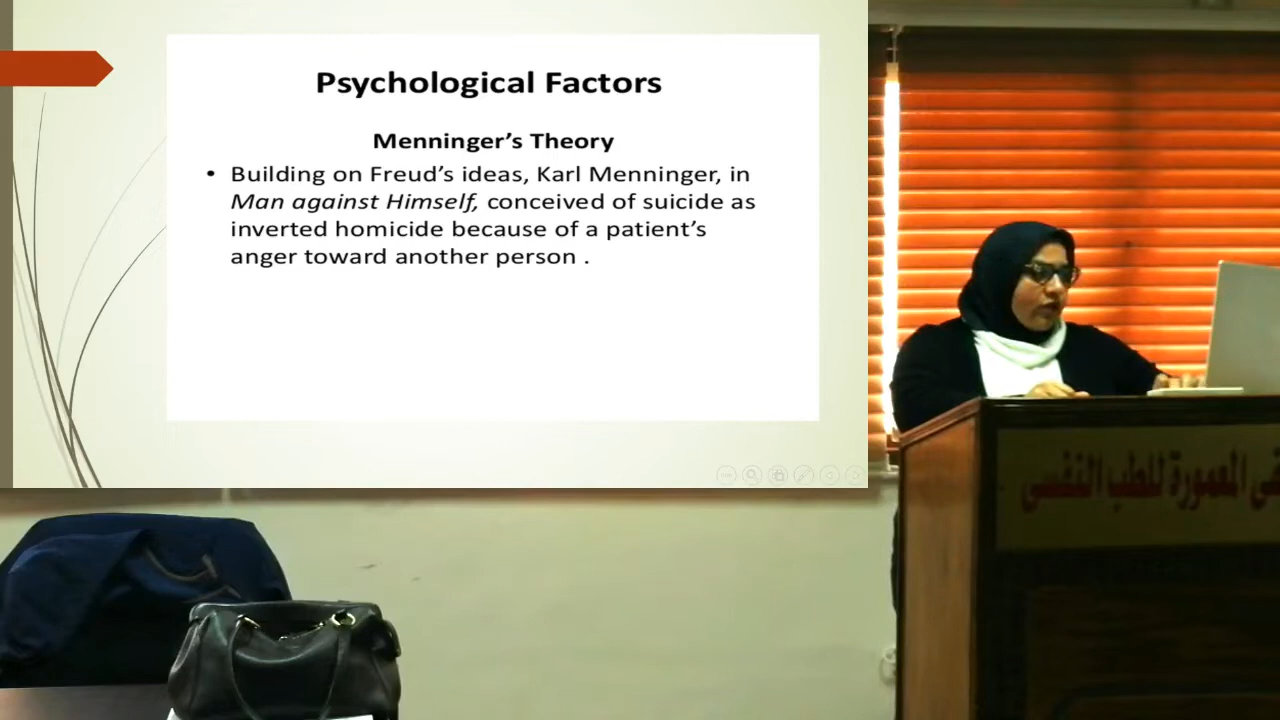 Psychological Factors
Menninger’s Theory
• Building on Freud’s ideas, Karl Menninger, in
Man against Himself, conceived of suicide as
inverted homicide because of a patient’s
anger toward another person .
المعمورة للطب النفسى